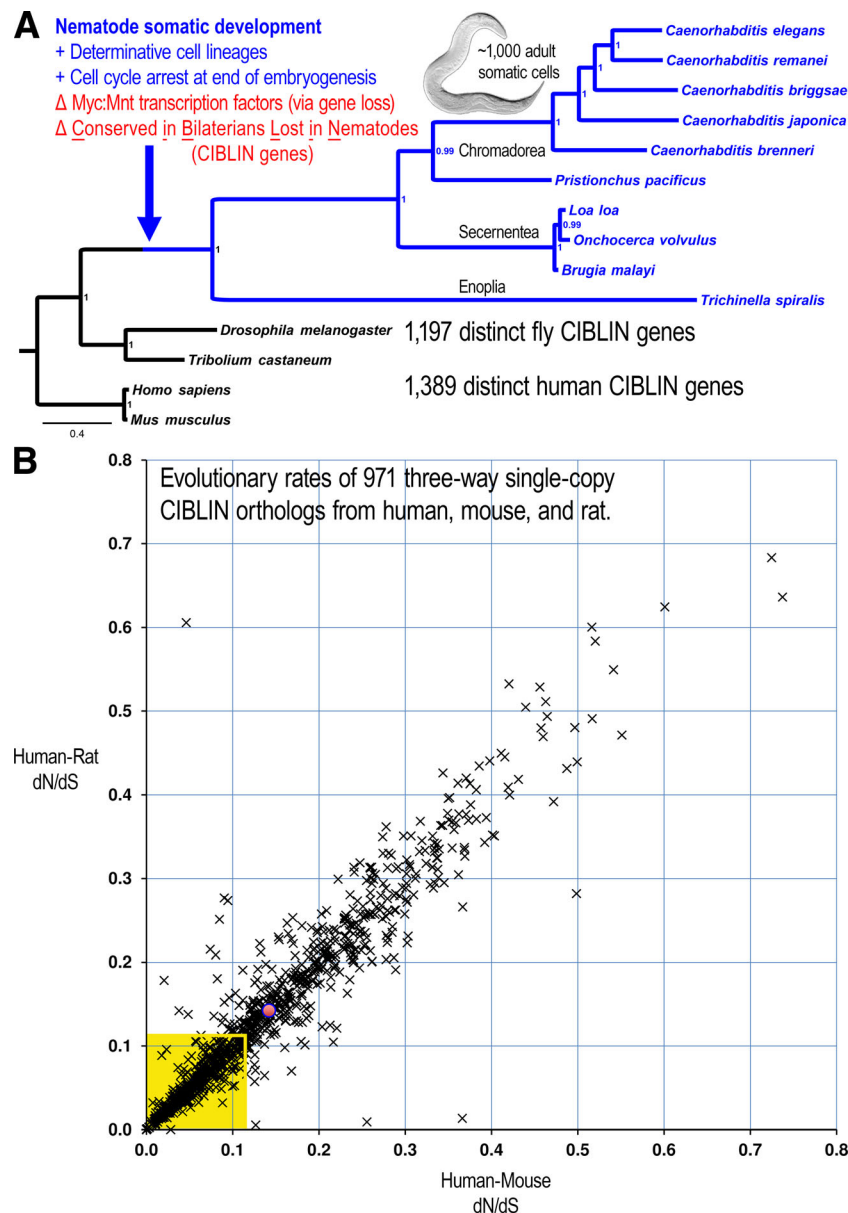 A
Nematode somatic development
+ Determinative cell lineages
+ Cell cycle arrest at end of embryogenesis
Δ Myc:Mnt transcription factors (via gene loss)
Δ Conserved in Bilaterians Lost in Nematodes
(CIBLIN genes)
~1,000 adult
somatic cells
Caenorhabditis elegans
1
Caenorhabditis remanei
1
Caenorhabditis briggsae
1
Caenorhabditis japonica
1
Caenorhabditis brenneri
Chromadorea
0.99
Pristionchus pacificus
1
Loa loa
0.99
Secernentea
Onchocerca volvulus
1
Brugia malayi
1
Enoplia
Trichinella spiralis
1
Drosophila melanogaster
1,197 distinct fly CIBLIN genes
1
Tribolium castaneum
Homo sapiens
1,389 distinct human CIBLIN genes
1
Mus musculus
0.4
B
Evolutionary rates of 971 three-way single-copy
CIBLIN orthologs from human, mouse, and rat.
0.8
0.7
0.6
0.5
0.4
0.3
0.2
0.1
0.0
Human-Rat
dN/dS
0.0 0.1 0.2 0.3 0.4 0.5 0.6 0.7 0.8
Human-Mouse
dN/dS